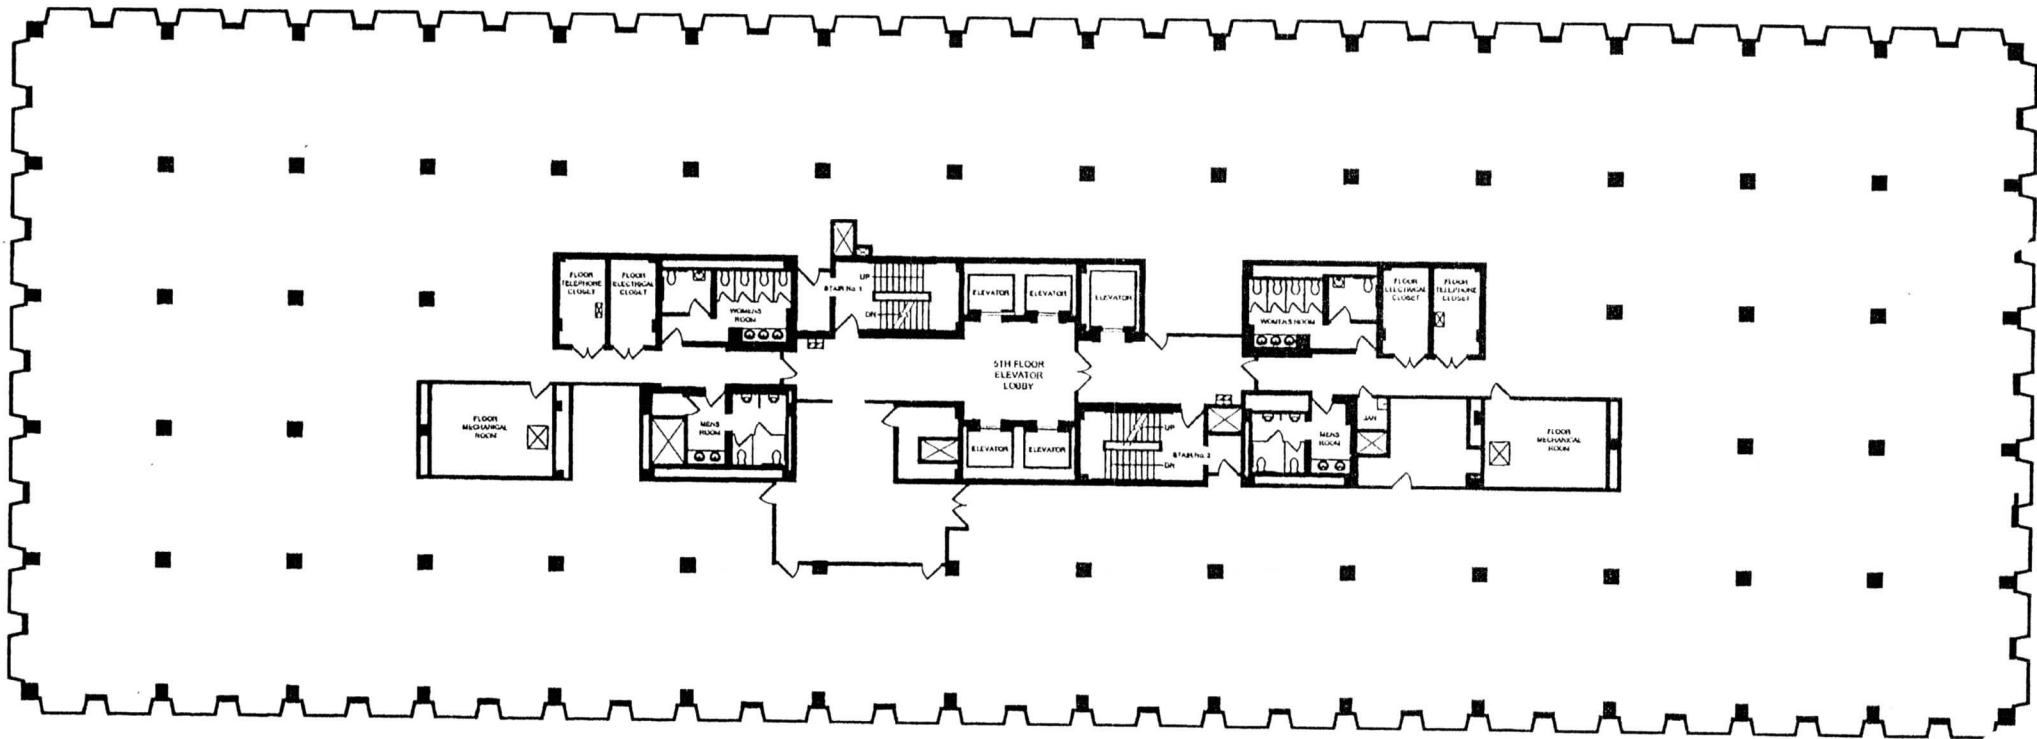 FLOOR
TELEPHONE
CLOSET
FLOOR
ELECTRICAL
CLOSET
WOMENS
ROOM
UP
STAIR No. 1
DN
ELEVATOR
ELEVATOR
ELEVATOR
WOMENS ROOM
FLOOR
ELECTRICAL
CLOSET
FLOOR
TELEPHONE
CLOSET
5TH FLOOR
ELEVATOR
LOBBY
FLOOR
MECHANICAL
ROOM
MENS
ROOM
ELEVATOR
ELEVATOR
UP
STAIR No. 2
DN
MENS
ROOM
JAN
FLOOR
MECHANICAL
ROOM